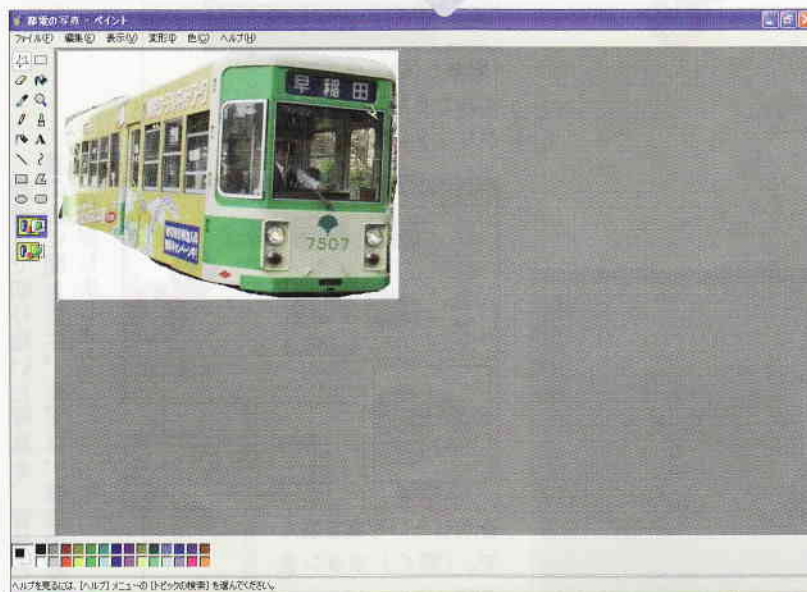 都電の写真 - ペイント
ファイル(F) 編集(E) 表示(V) 変形(I) 色(C) ヘルプ(H)
早稲田
7507
ヘルプを見るには、[ヘルプ] メニューの [トピックの検索] を選んでください。